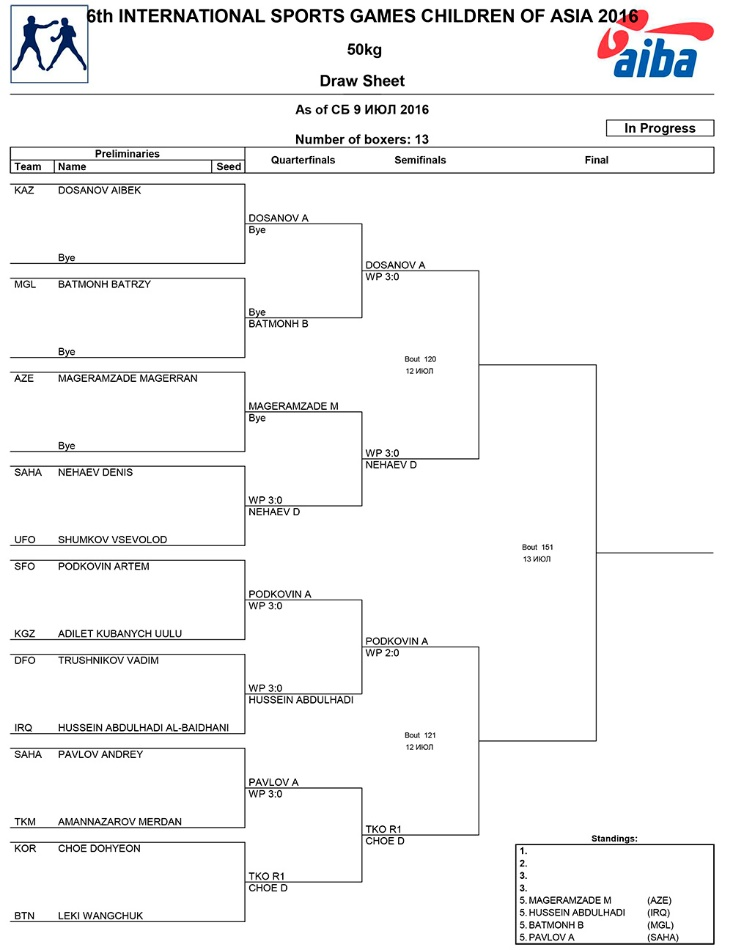 6th INTERNATIONAL SPORTS GAMES CHILDREN OF ASIA 2016
50kg
Draw Sheet
aiba
As of СБ 9 ИЮЛ 2016
Number of boxers: 13
In Progress
Preliminaries
Team Name Seed
Quarterfinals Semifinals Final
KAZ DOSANOV AIBEK
DOSANOV A
Bye
Bye
DOSANOV A
WP 3:0
MGL BATMONH BATRZY
Bye
BATMONH B
Bye
Bout 120
12 ИЮЛ
AZE MAGERAMZADE MAGERRAN
MAGERAMZADE M
Bye
Bye
WP 3:0
NEHAEV D
SAHA NEHAEV DENIS
WP 3:0
NEHAEV D
UFO SHUMKOV VSEVOLOD
Bout 151
13 ИЮЛ
SFO PODKOVIN ARTEM
PODKOVIN A
WP 3:0
KGZ ADILET KUBANYCH UULU
PODKOVIN A
WP 2:0
DFO TRUSHNIKOV VADIM
WP 3:0
HUSSEIN ABDULHADI
IRQ HUSSEIN ABDULHADI AL-BAIDHANI
Bout 121
12 ИЮЛ
SAHA PAVLOV ANDREY
PAVLOV A
WP 3:0
TKM AMANNAZAROV MERDAN
TKO R1
CHOE D
KOR CHOE DOHYEON
TKO R1
CHOE D
BTN LEKI WANGCHUK
Standings:
1.
2.
3.
3.
5. MAGERAMZADE M (AZE)
5. HUSSEIN ABDULHADI (IRQ)
5. BATMONH B (MGL)
5. PAVLOV A (SAHA)